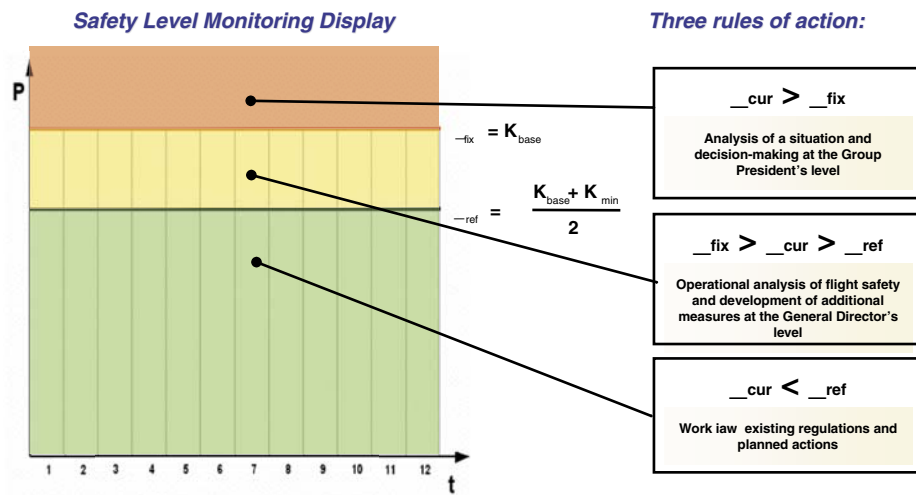 Safety Level Monitoring Display
Three rules of action:
P
1 2 3 4 5 6 7 8 9 10 11 12
t
__fix = K base
__ref = K base + K min
2
__cur > __fix
Analysis of a situation and
decision-making at the Group
President's level
__fix > __cur > __ref
Operational analysis of flight safety
and development of additional
measures at the General Director's
level
__cur < __ref
Work iaw existing regulations and
planned actions